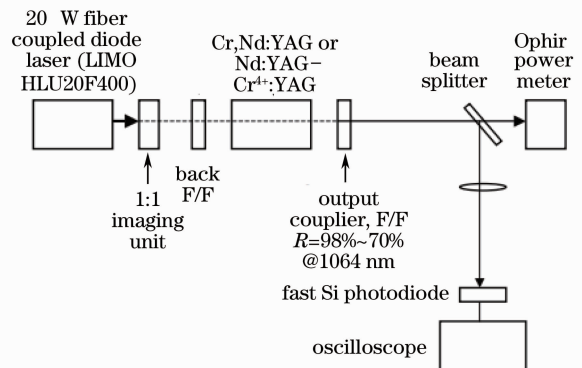 20 W fiber
coupled diode
laser (LIMO
HLU20F400)
Cr,Nd:YAG or
Nd:YAG–
Cr⁴⁺:YAG
beam
splitter
Ophir
power
meter
1:1
imaging
unit
back
F/F
output
couplier, F/F
R=98%~70%
@1064 nm
fast Si photodiode
oscilloscope